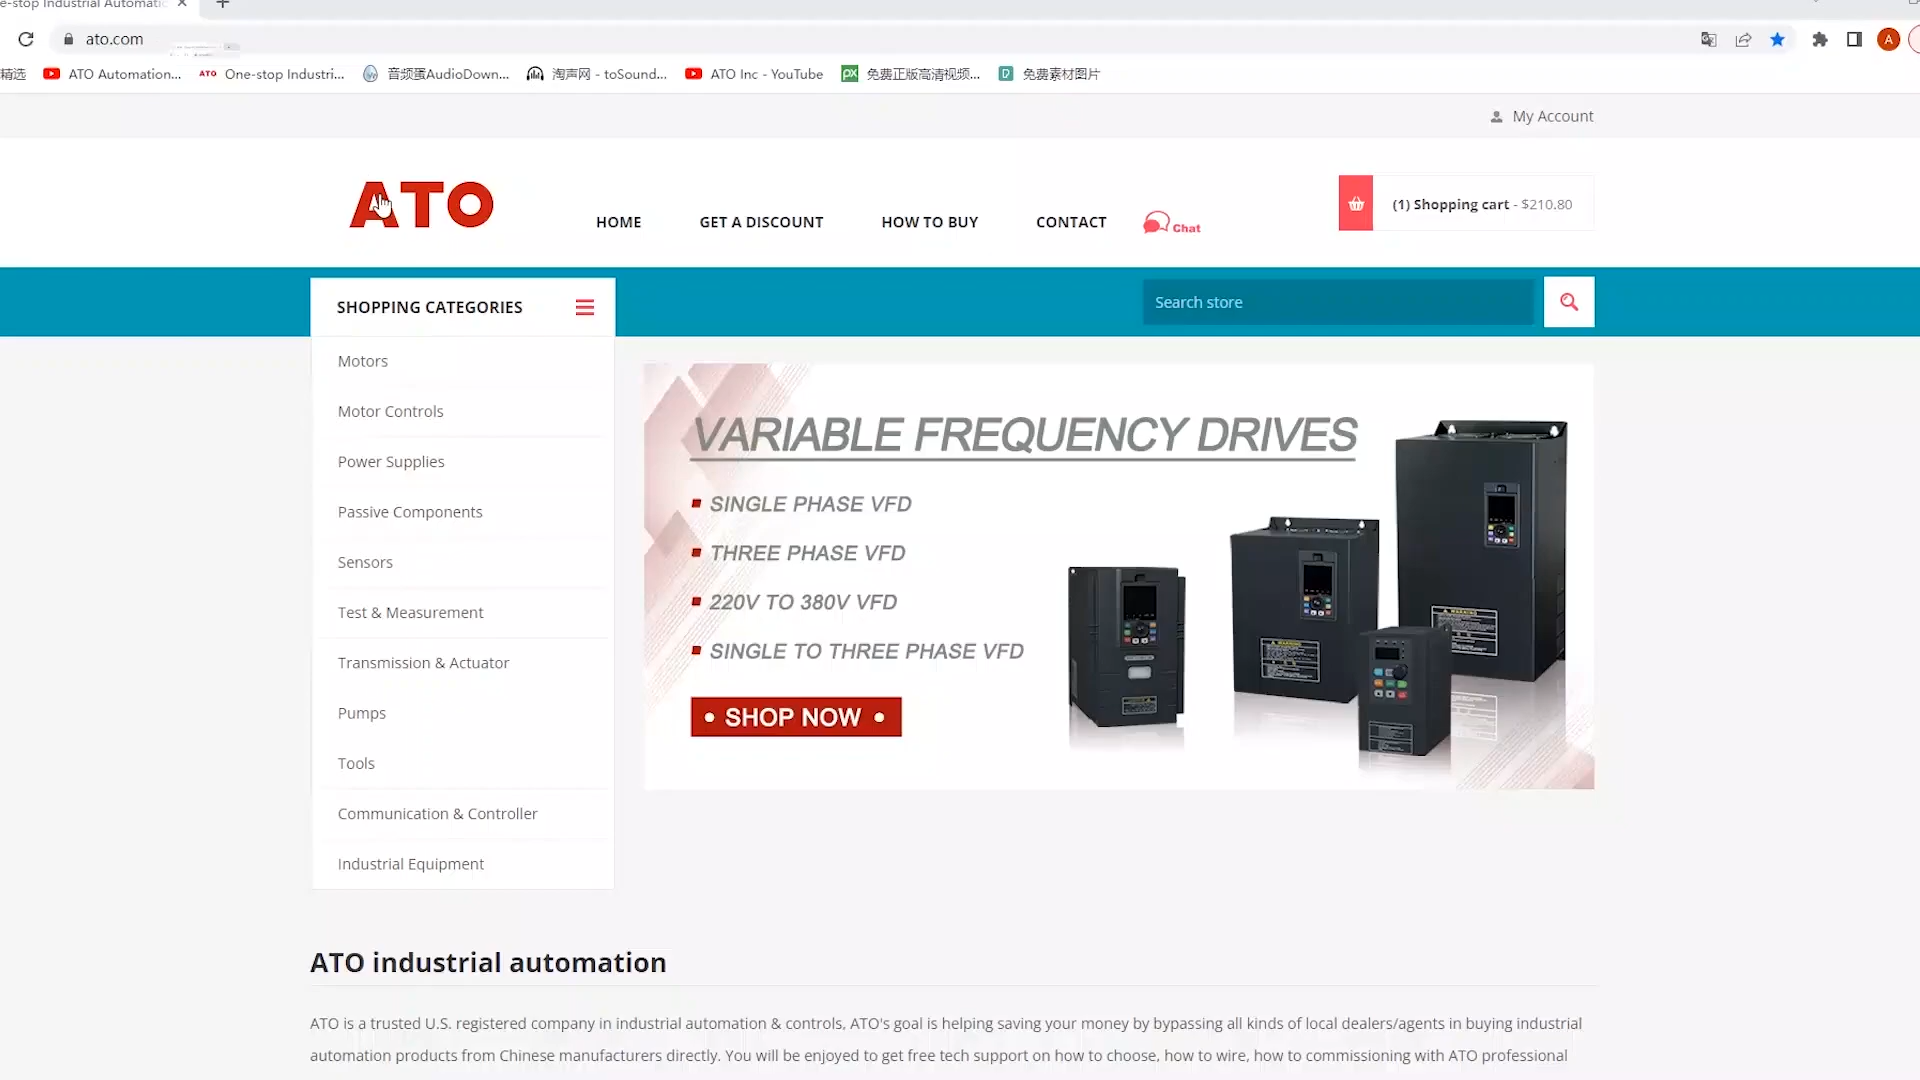 e-stop Industrial Automatic
ato.com
精选
ATO Automation...
ATO
One-stop Industri...
音频蛋AudioDown...
淘声网 - toSound...
ATO Inc - YouTube
px
免费正版高清视频...
免费素材图片
A
My Account
ATO
HOME
GET A DISCOUNT
HOW TO BUY
CONTACT
Chat
(1) Shopping cart - $210.80
SHOPPING CATEGORIES
Search store
Motors
Motor Controls
Power Supplies
Passive Components
Sensors
Test & Measurement
Transmission & Actuator
Pumps
Tools
Communication & Controller
Industrial Equipment
VARIABLE FREQUENCY DRIVES
SINGLE PHASE VFD
THREE PHASE VFD
220V TO 380V VFD
SINGLE TO THREE PHASE VFD
SHOP NOW
WARNING
WARNING
ATO industrial automation
ATO is a trusted U.S. registered company in industrial automation & controls, ATO's goal is helping saving your money by bypassing all kinds of local dealers/agents in buying industrial
automation products from Chinese manufacturers directly. You will be enjoyed to get free tech support on how to choose, how to wire, how to commissioning with ATO professional